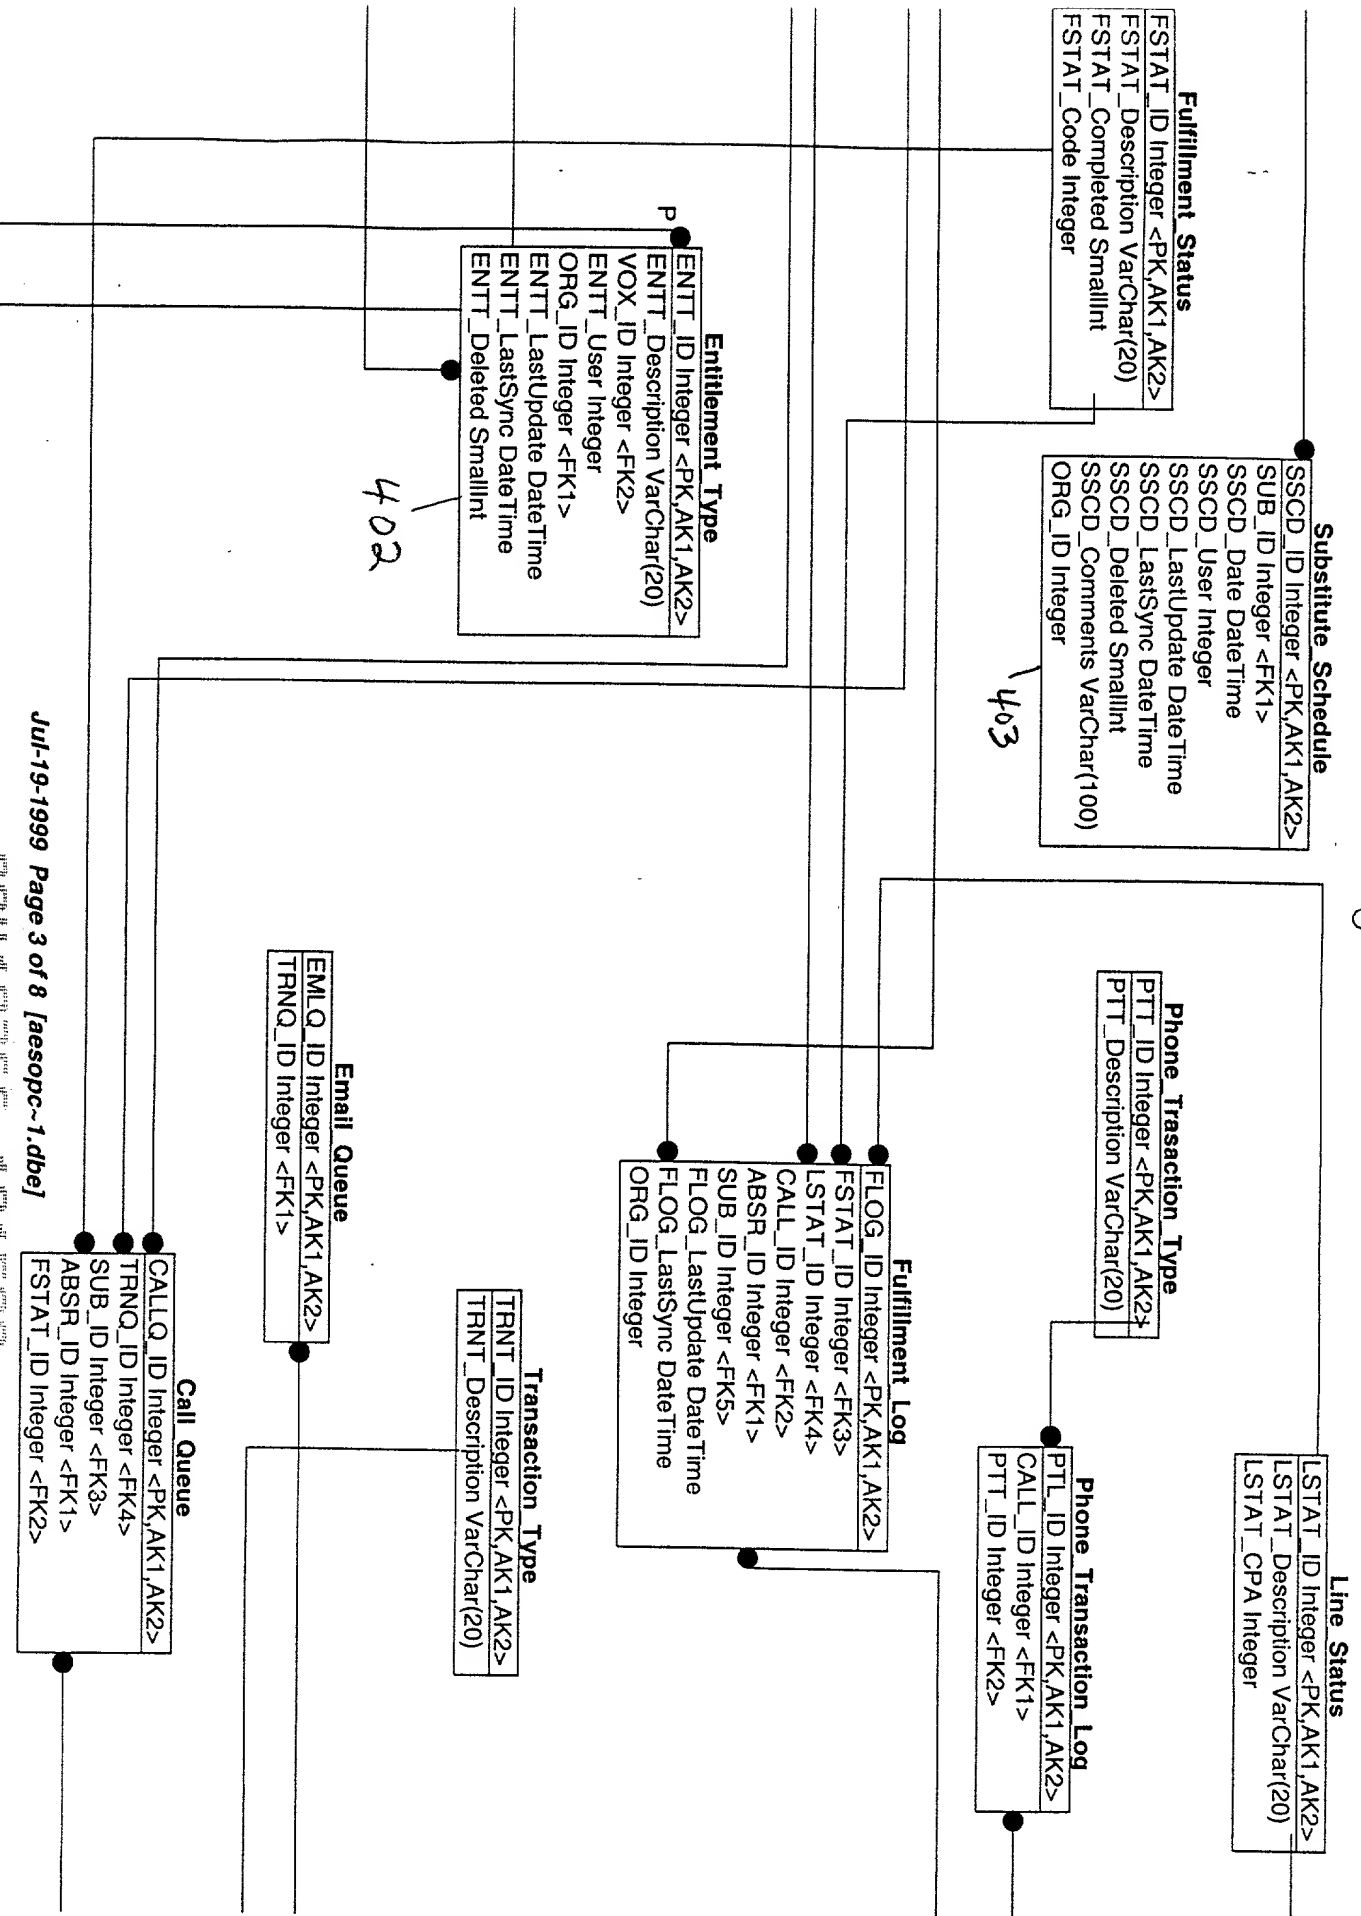 Fulfillment_Status
FSTAT_ID Integer <PK,AK1,AK2>
FSTAT_Description VarChar(20)
FSTAT_Completed SmallInt
FSTAT_Code Integer
Substitute_Schedule
SSCD_ID Integer <PK,AK1,AK2>
SUB_ID Integer <FK1>
SSCD_Date DateTime
SSCD_User Integer
SSCD_LastUpdate DateTime
SSCD_LastSync DateTime
SSCD_Deleted SmallInt
SSCD_Comments VarChar(100)
ORG_ID Integer
403
Line_Status
LSTAT_ID Integer <PK,AK1,AK2>
LSTAT_Description VarChar(20)
LSTAT_CPA Integer
Phone_Trasaction_Type
PTT_ID Integer <PK,AK1,AK2>
PTT_Description VarChar(20)
Phone_Transaction_Log
PTL_ID Integer <PK,AK1,AK2>
CALL_ID Integer <FK1>
PTT_ID Integer <FK2>
P
Entitlement_Type
ENTT_ID Integer <PK,AK1,AK2>
ENTT_Description VarChar(20)
VOX_ID Integer <FK2>
ENTT_User Integer
ORG_ID Integer <FK1>
ENTT_LastUpdate DateTime
ENTT_LastSync DateTime
ENTT_Deleted SmallInt
402
Fulfillment_Log
FLOG_ID Integer <PK,AK1,AK2>
FSTAT_ID Integer <FK3>
LSTAT_ID Integer <FK4>
CALL_ID Integer <FK2>
ABSR_ID Integer <FK1>
SUB_ID Integer <FK5>
FLOG_LastUpdate DateTime
FLOG_LastSync DateTime
ORG_ID Integer
Transaction_Type
TRNT_ID Integer <PK,AK1,AK2>
TRNT_Description VarChar(20)
Email_Queue
EMLQ_ID Integer <PK,AK1,AK2>
TRNQ_ID Integer <FK1>
Call_Queue
CALLQ_ID Integer <PK,AK1,AK2>
TRNQ_ID Integer <FK4>
SUB_ID Integer <FK3>
ABSR_ID Integer <FK1>
FSTAT_ID Integer <FK2>
Jul-19-1999 Page 3 of 8 [aesopc~1.dbe]